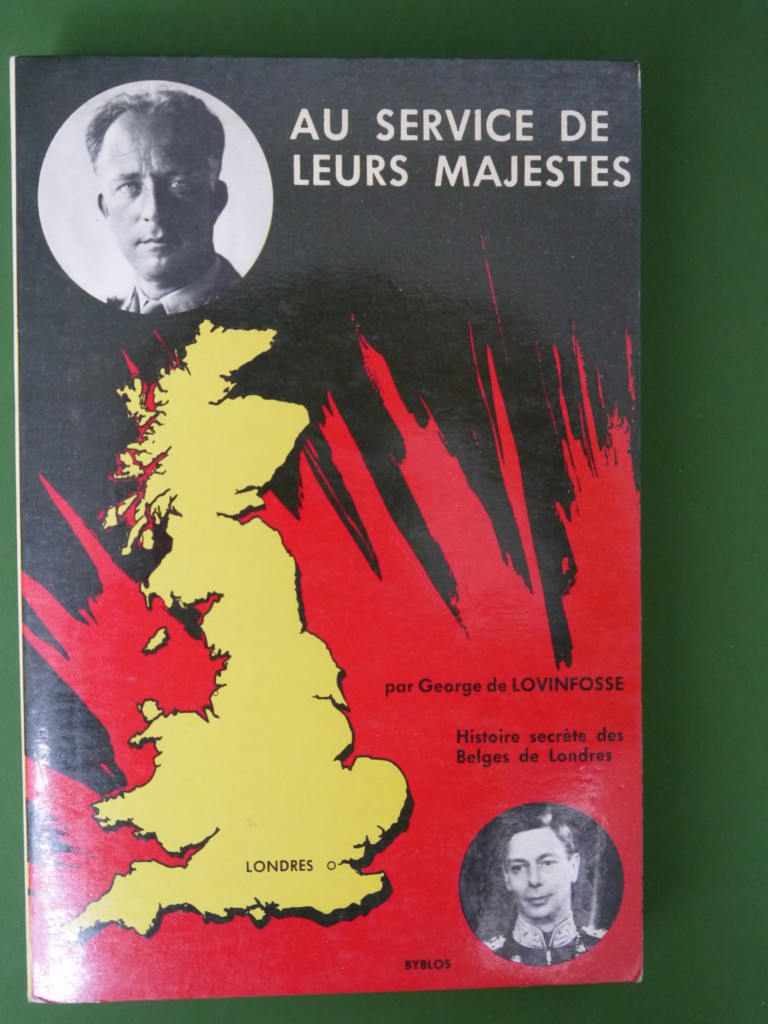 AU SERVICE DE
LEURS MAJESTES
par George de LOVINFOSSE
Histoire secrète des
Belges de Londres
LONDRES
BYBLOS